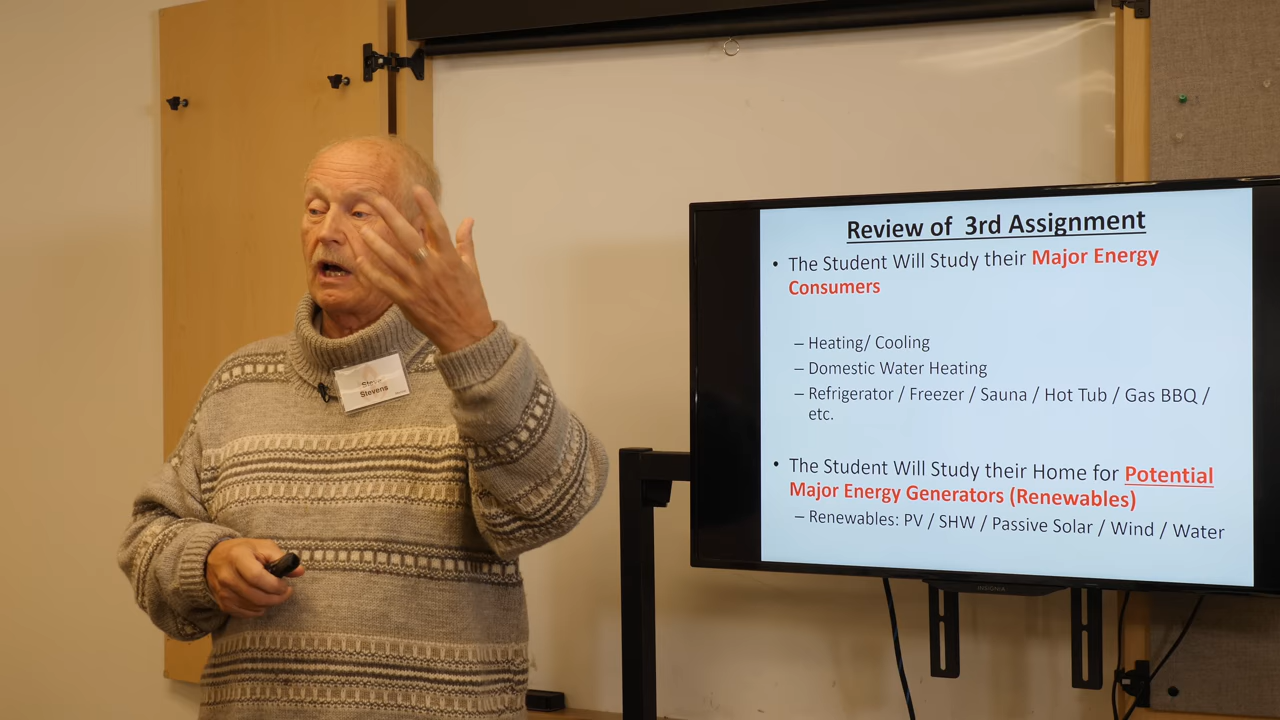 Review of 3rd Assignment
• The Student Will Study their Major Energy
Consumers
– Heating/ Cooling
– Domestic Water Heating
– Refrigerator / Freezer / Sauna / Hot Tub / Gas BBQ /
etc.
• The Student Will Study their Home for Potential
Major Energy Generators (Renewables)
– Renewables: PV / SHW / Passive Solar / Wind / Water
INSIGNIA
Stevens